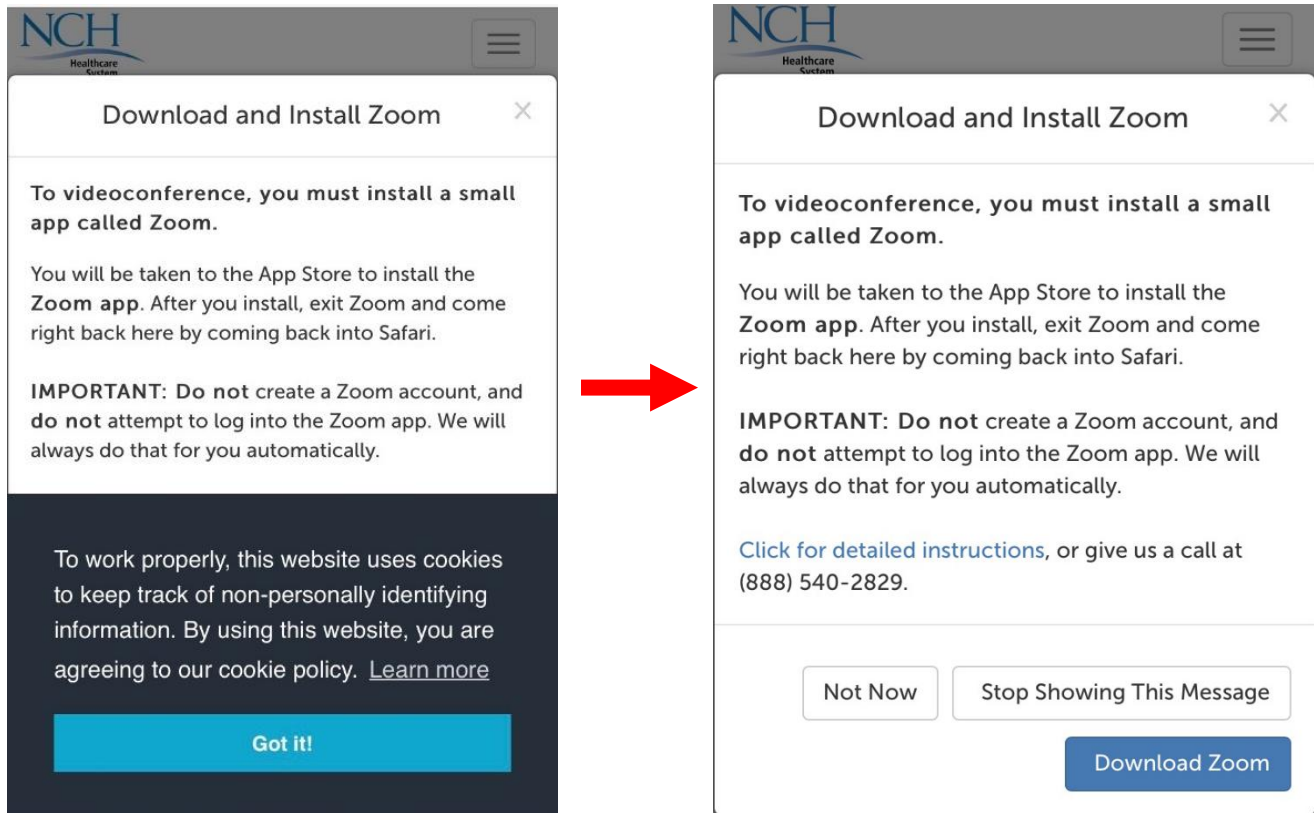 NCH
Healthcare
System
Download and Install Zoom ×
To videoconference, you must install a small
app called Zoom.
You will be taken to the App Store to install the
Zoom app. After you install, exit Zoom and come
right back here by coming back into Safari.
IMPORTANT: Do not create a Zoom account, and
do not attempt to log into the Zoom app. We will
always do that for you automatically.
To work properly, this website uses cookies
to keep track of non-personally identifying
information. By using this website, you are
agreeing to our cookie policy. Learn more
Got it!
NCH
Healthcare
System
Download and Install Zoom ×
To videoconference, you must install a small
app called Zoom.
You will be taken to the App Store to install the
Zoom app. After you install, exit Zoom and come
right back here by coming back into Safari.
IMPORTANT: Do not create a Zoom account, and
do not attempt to log into the Zoom app. We will
always do that for you automatically.
Click for detailed instructions, or give us a call at
(888) 540-2829.
Not Now Stop Showing This Message
Download Zoom